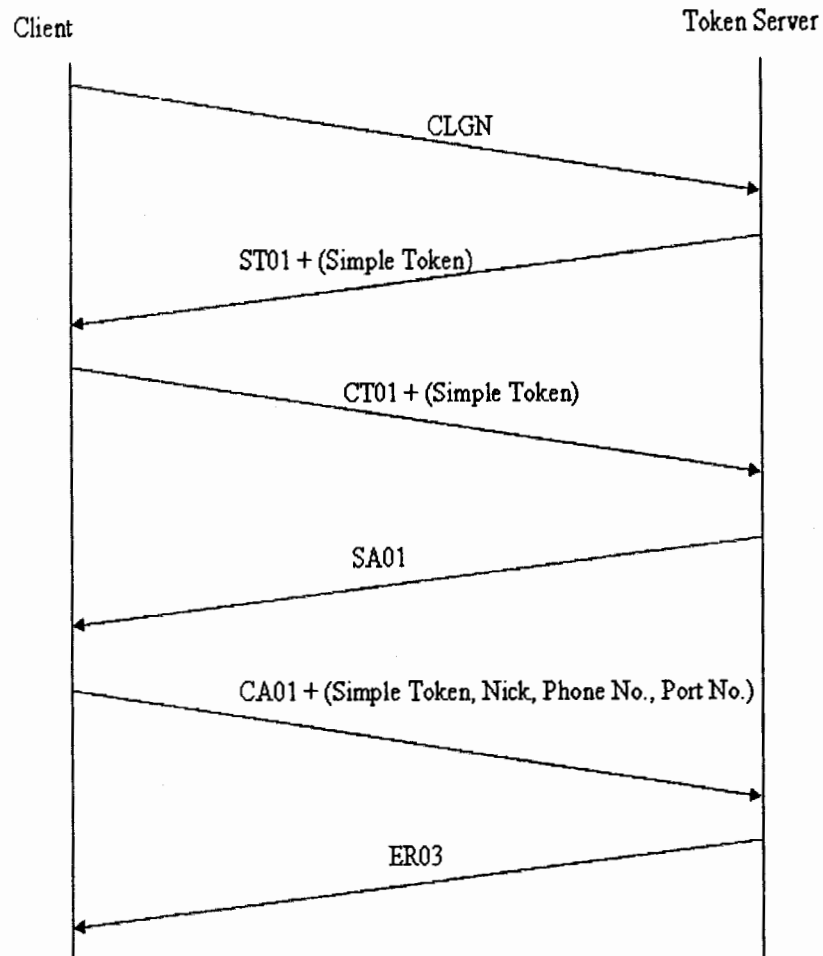 Client
Token Server
CLGN
ST01 + (Simple Token)
CT01 + (Simple Token)
SA01
CA01 + (Simple Token, Nick, Phone No., Port No.)
ER03